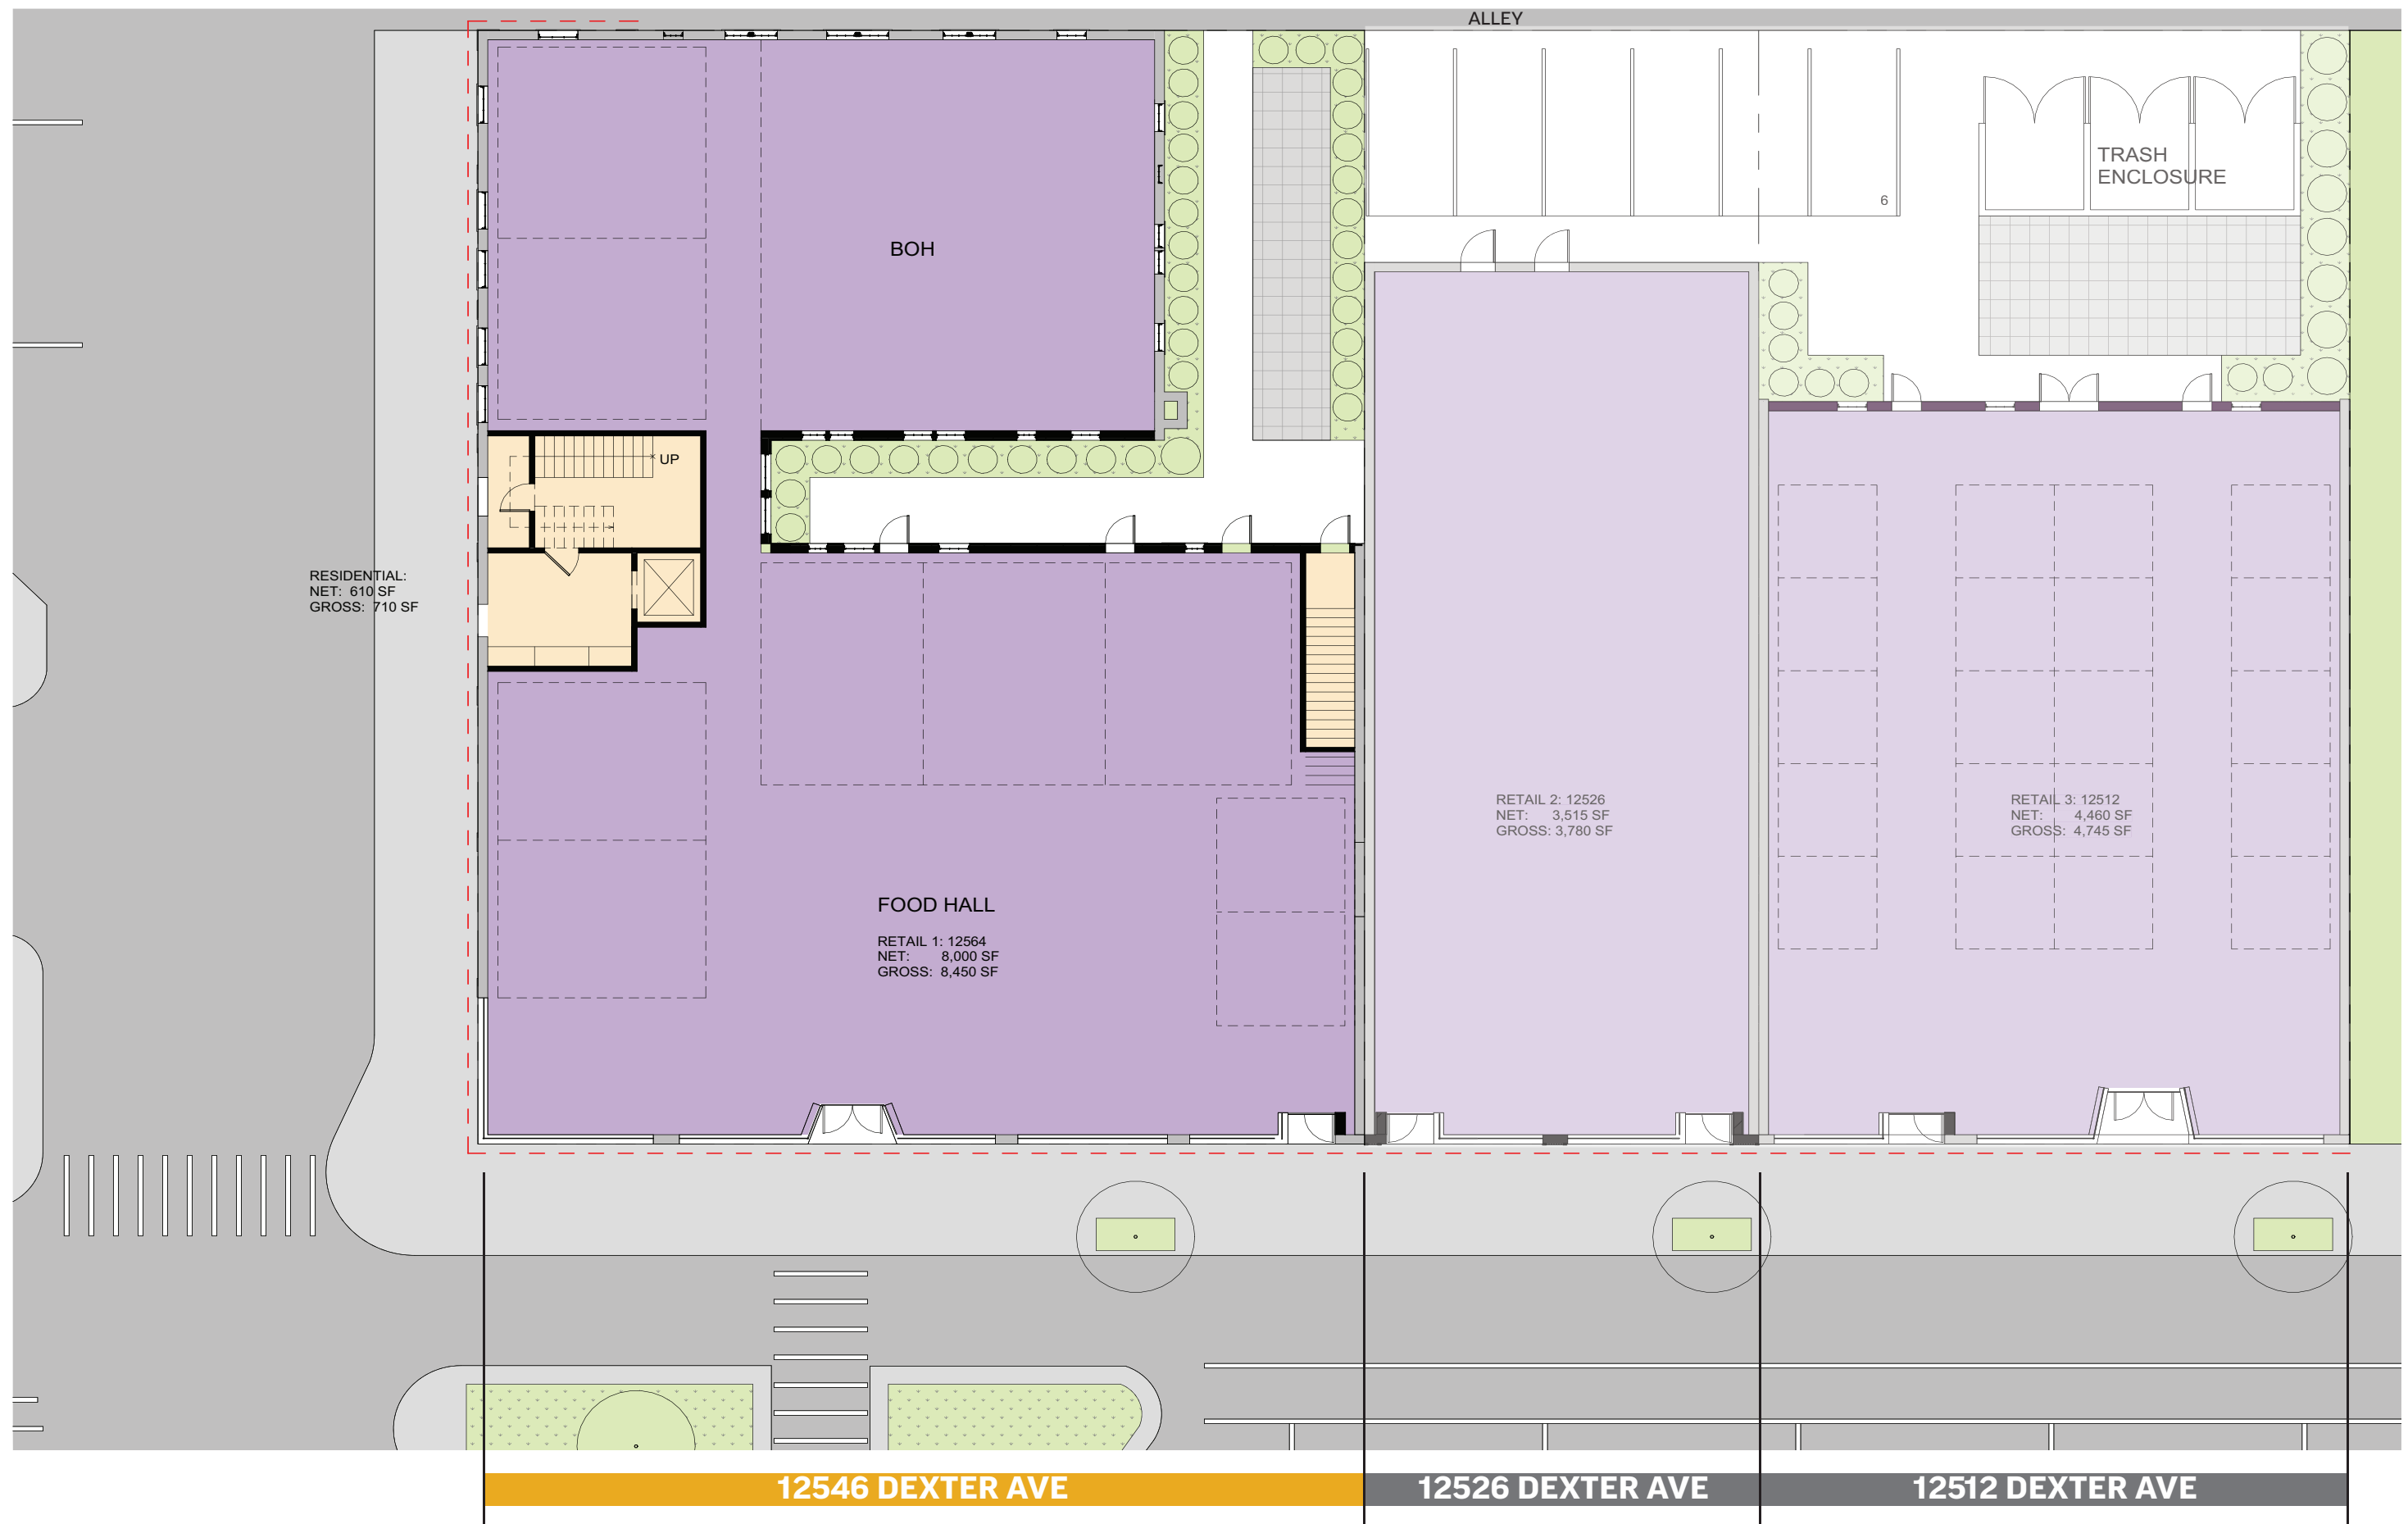 ALLEY
TRASH
ENCLOSURE
6
BOH
UP
RESIDENTIAL:
NET: 610 SF
GROSS: 710 SF
RETAIL 2: 12526
NET: 3,515 SF
GROSS: 3,780 SF
RETAIL 3: 12512
NET: 4,460 SF
GROSS: 4,745 SF
FOOD HALL
RETAIL 1: 12564
NET: 8,000 SF
GROSS: 8,450 SF
12546 DEXTER AVE
12526 DEXTER AVE
12512 DEXTER AVE